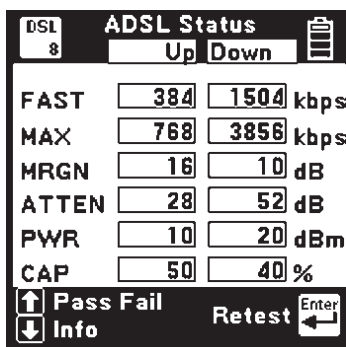 DSL ADSL Status
8 Up Down
FAST 384 1504 kbps
MAX 768 3856 kbps
MRGN 16 10 dB
ATTEN 28 52 dB
PWR 10 20 dBm
CAP 50 40 %
Pass Fail
Info Retest Enter